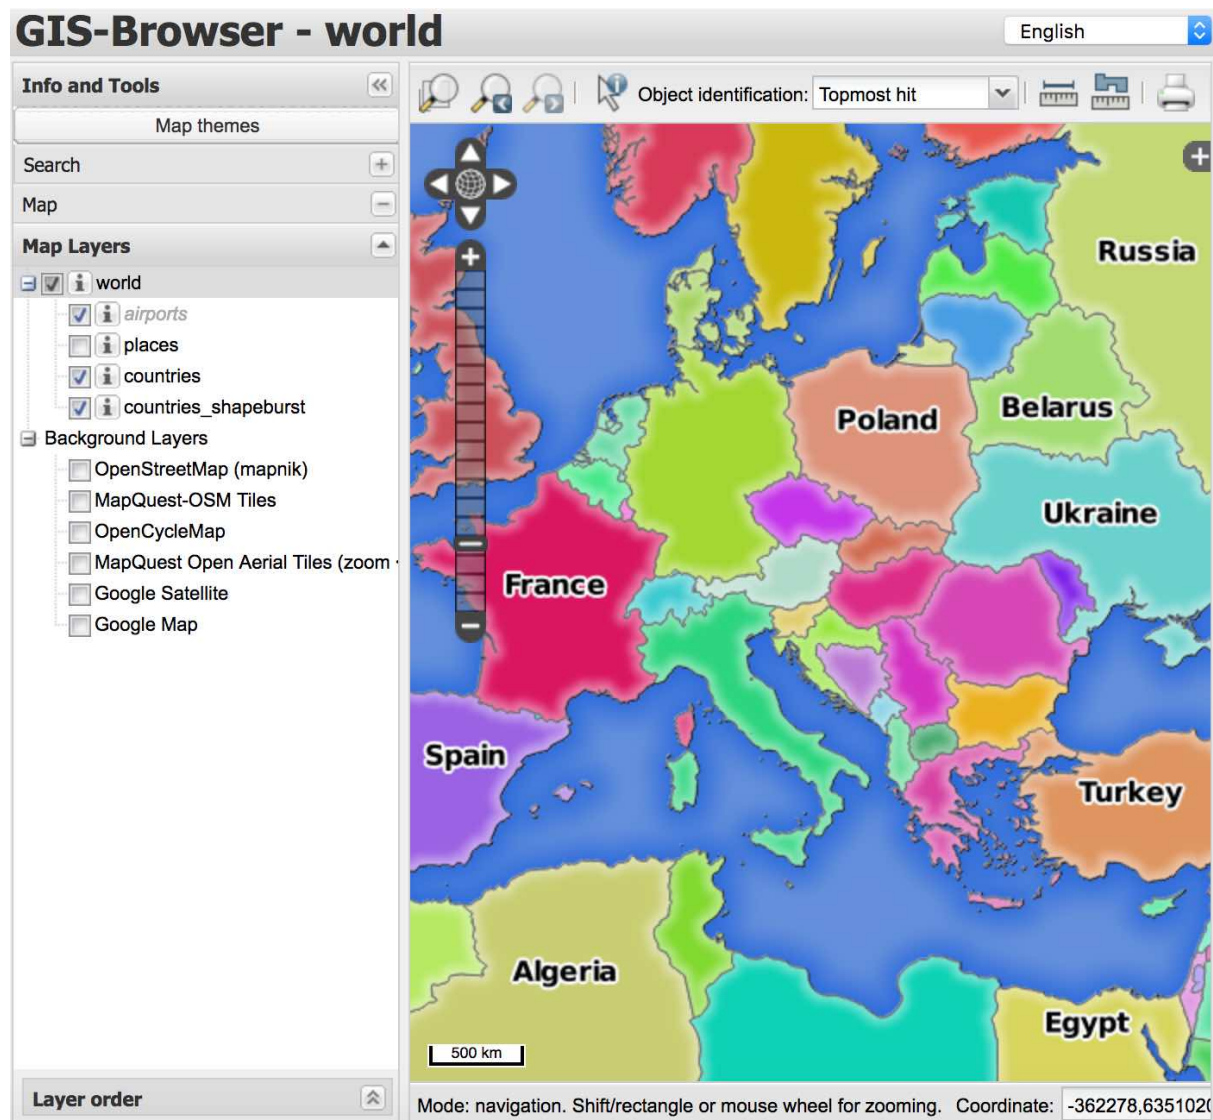 GIS-Browser - world
English
Info and Tools
Map themes
Search
Map
Map Layers
world
airports
places
countries
countries_shapeburst
Background Layers
OpenStreetMap (mapnik)
MapQuest-OSM Tiles
OpenCycleMap
MapQuest Open Aerial Tiles (zoom
Google Satellite
Google Map
Layer order
Object identification: Topmost hit
Russia
Poland
Belarus
Ukraine
France
Spain
Turkey
Algeria
Egypt
500 km
Mode: navigation. Shift/rectangle or mouse wheel for zooming. Coordinate: -362278,6351020